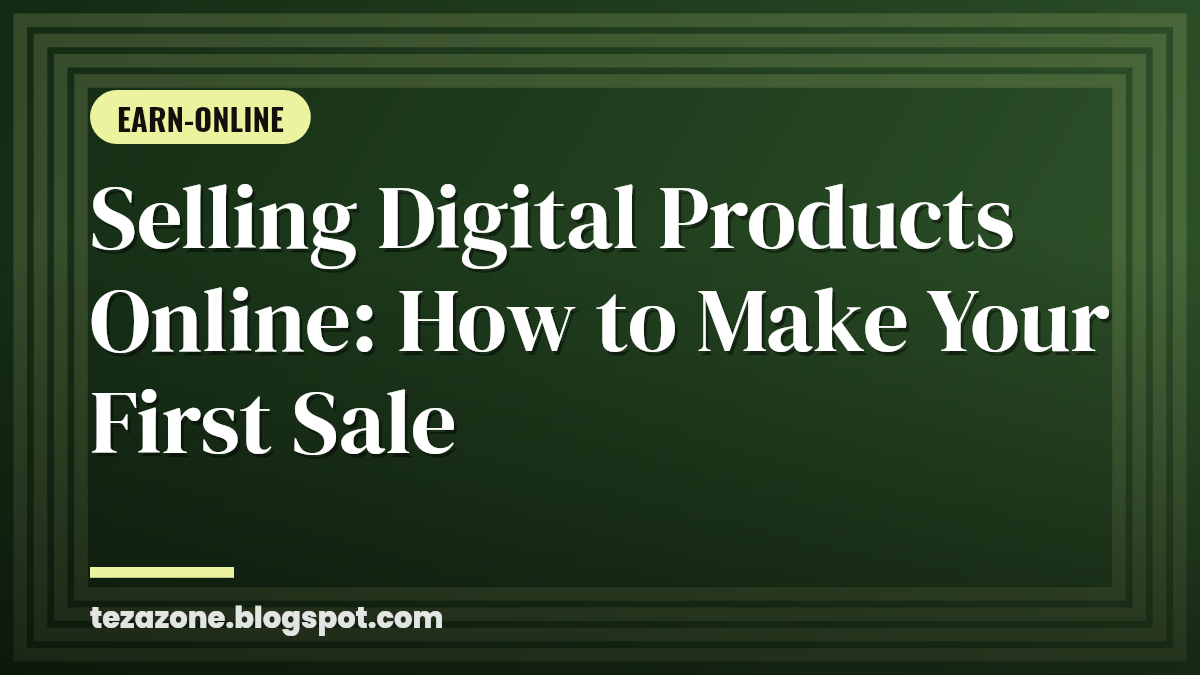 EARN-ONLINE
Selling Digital Products
Online: How to Make Your
First Sale
tezazone.blogspot.com